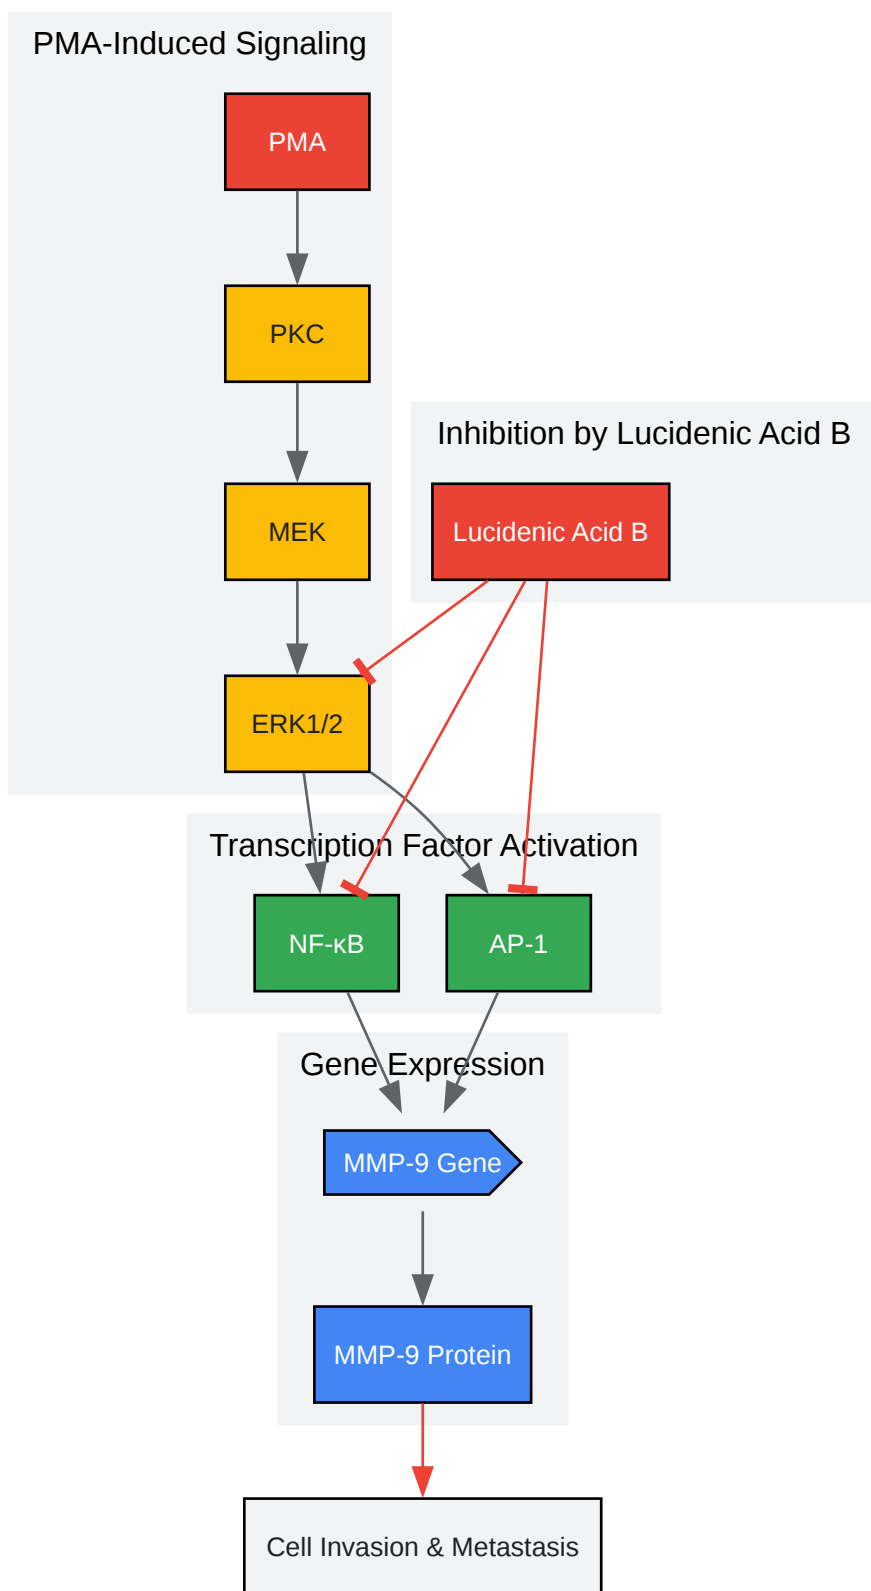 PMA-Induced Signaling
PMA
PKC
Inhibition by Lucidenic Acid B
MEK
Lucidenic Acid B
ERK1/2
Transcription Factor Activation
NF-κB
AP-1
Gene Expression
MMP-9 Gene
MMP-9 Protein
Cell Invasion & Metastasis